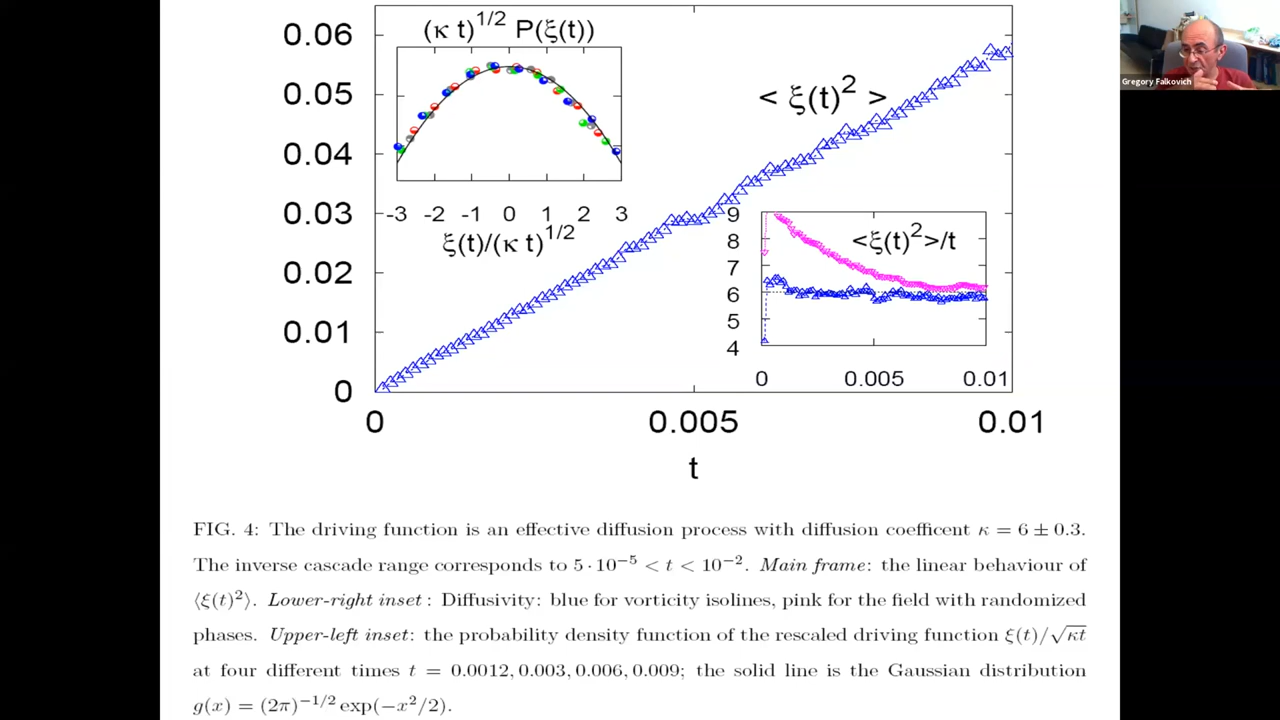 (κ t)^1/2 P(ξ(t))
-3 -2 -1 0 1 2 3
ξ(t)/(κ t)^1/2
0.06
0.05
0.04
0.03
0.02
0.01
0
< ξ(t)^2 >
9
8
7
6
5
4
<ξ(t)^2>/t
0 0.005 0.01
0 0.005 0.01
t
Gregory Falkovich
FIG. 4: The driving function is an effective diffusion process with diffusion coefficent κ = 6 ± 0.3.
The inverse cascade range corresponds to 5 · 10^−5 < t < 10^−2. Main frame: the linear behaviour of
⟨ξ(t)^2⟩. Lower-right inset : Diffusivity: blue for vorticity isolines, pink for the field with randomized
phases. Upper-left inset: the probability density function of the rescaled driving function ξ(t)/√κt
at four different times t = 0.0012, 0.003, 0.006, 0.009; the solid line is the Gaussian distribution
g(x) = (2π)^−1/2 exp(−x^2/2).